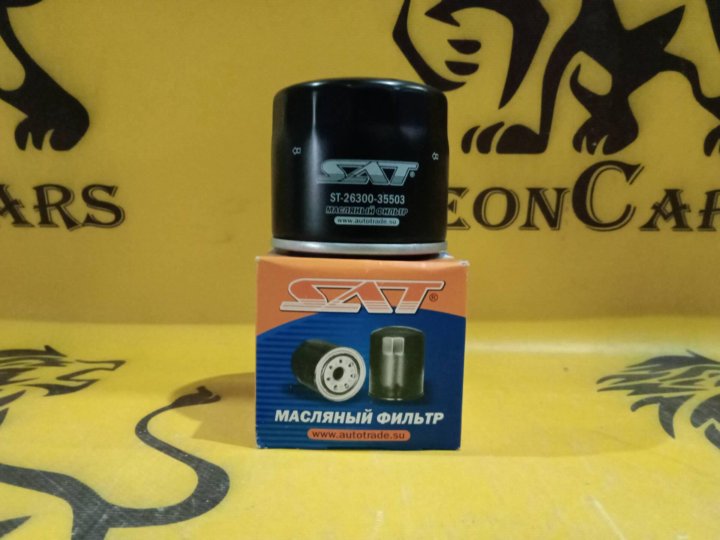 ARS
EONCARS
SAT®
ST-26300-35503
МАСЛЯНЫЙ ФИЛЬТР
www.autotrade.su
SAT®
МАСЛЯНЫЙ ФИЛЬТР
www.autotrade.su